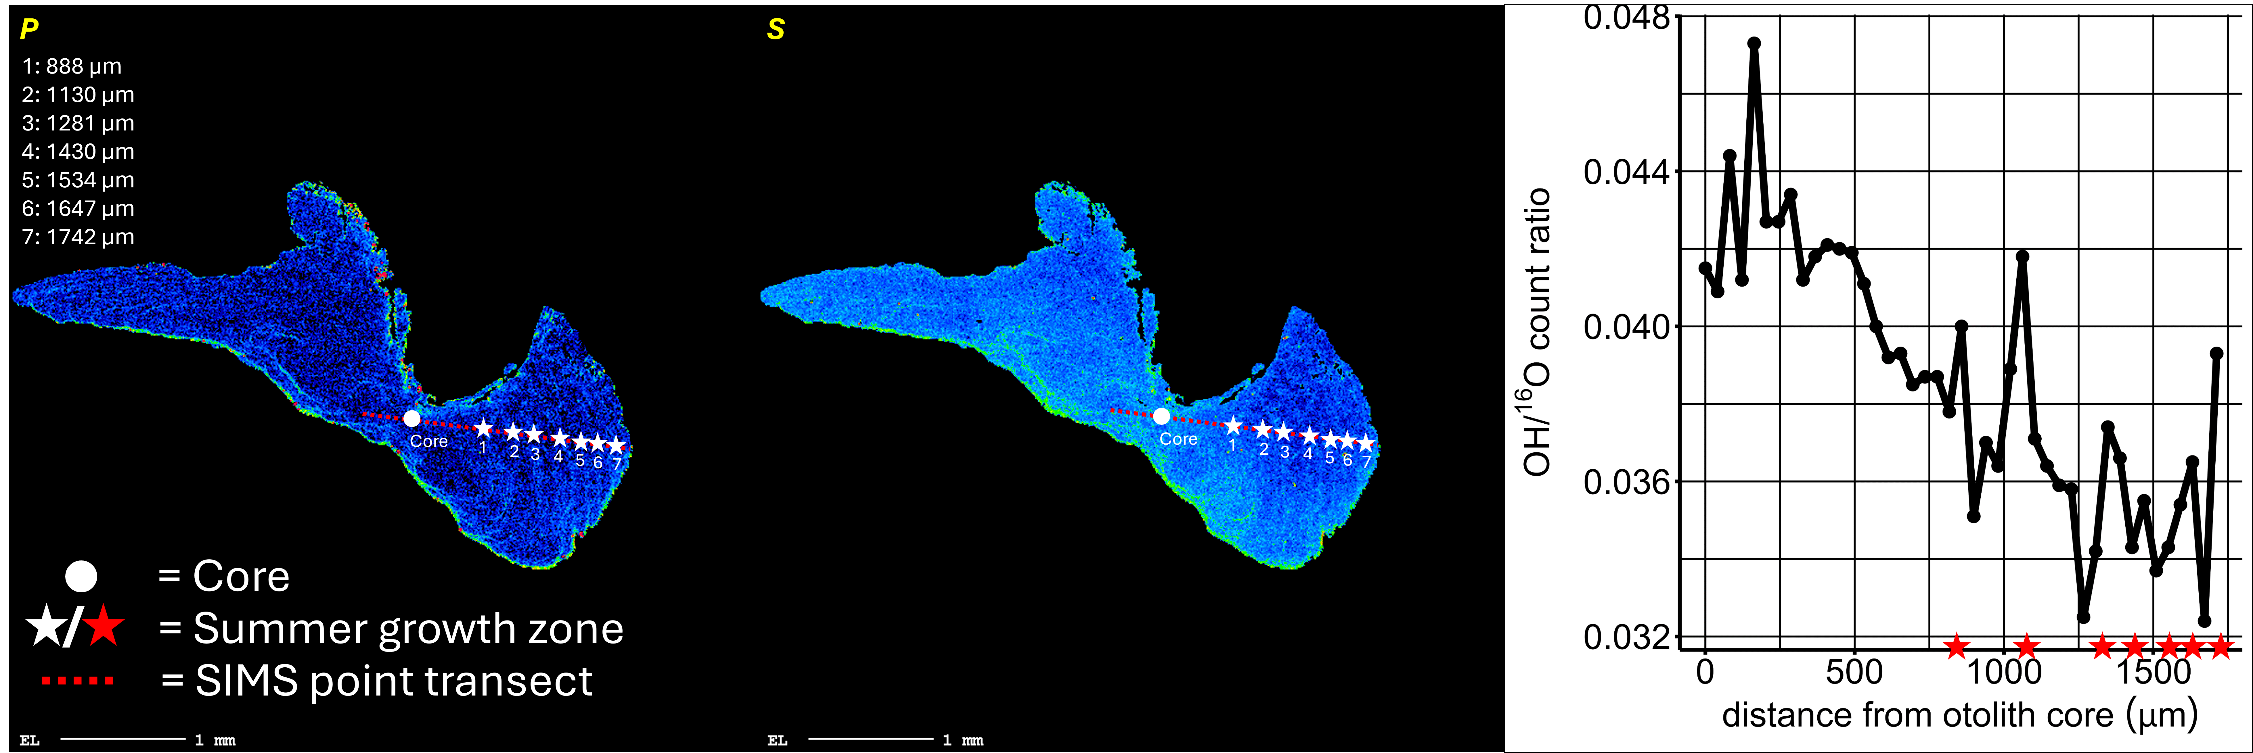 P
1: 888 µm
2: 1130 µm
3: 1281 µm
4: 1430 µm
5: 1534 µm
6: 1647 µm
7: 1742 µm
Core
1
2
3
4
5
6
7
= Core
/
= Summer growth zone
= SIMS point transect
EL
1 mm
S
Core
1
2
3
4
5
6
7
EL
1 mm
OH/¹⁶O count ratio
0.048
0.044
0.040
0.036
0.032
0
500
1000
1500
distance from otolith core (µm)